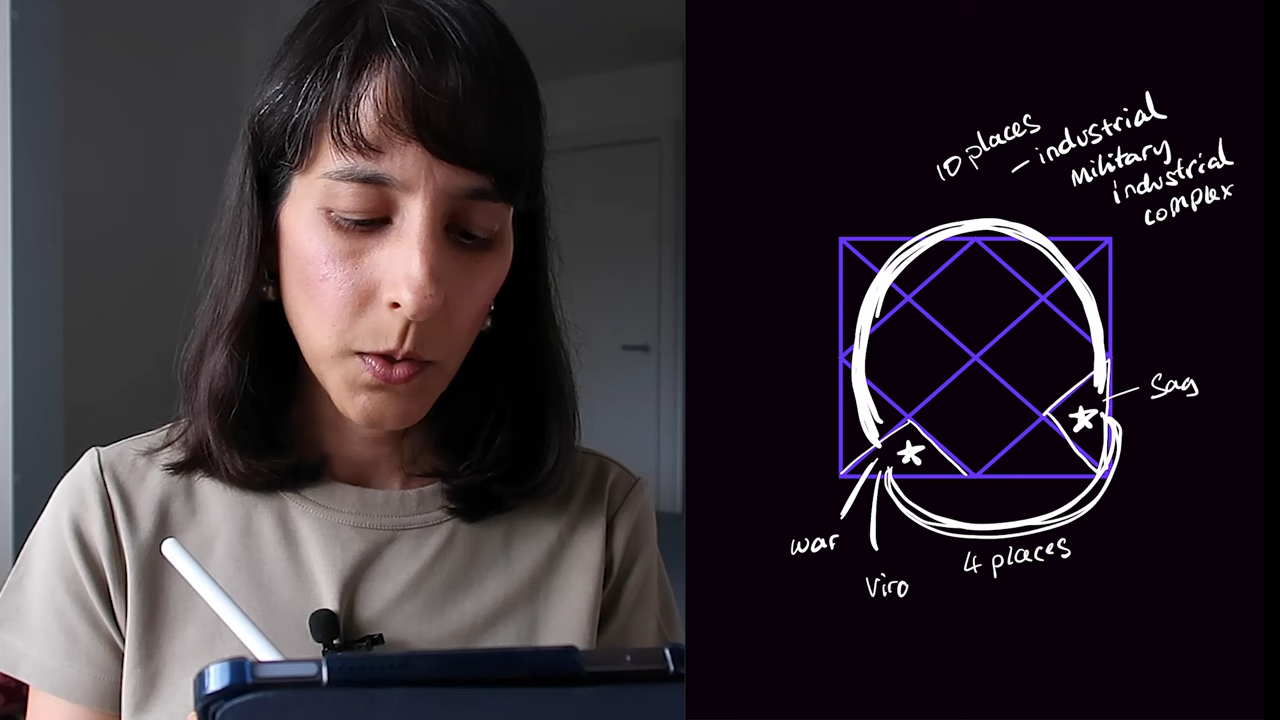 10 places
– industrial
military
industrial
complex
Sag
war
4 places
Viro